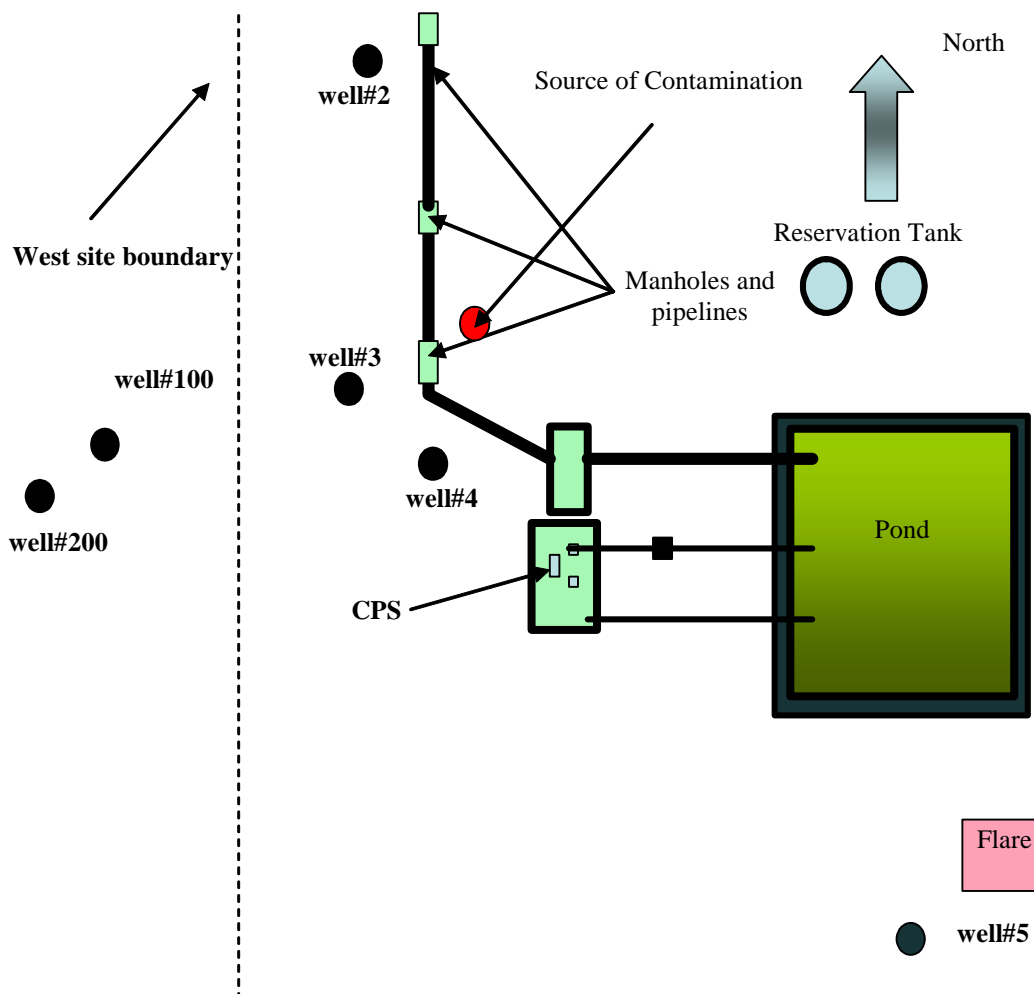 North
Source of Contamination
well#2
West site boundary
Reservation Tank
Manholes and
pipelines
well#3
well#100
well#4
well#200
Pond
CPS
Flare
well#5